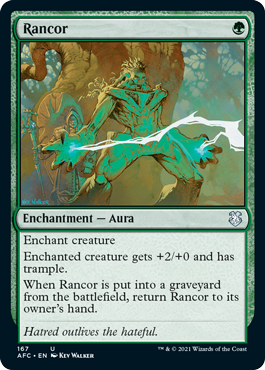 Rancor
Enchantment — Aura
Enchant creature
Enchanted creature gets +2/+0 and has
trample.
When Rancor is put into a graveyard
from the battlefield, return Rancor to its
owner's hand.
Hatred outlives the hateful.
167 U
AFC • EN KEV WALKER
™ & © 2021 Wizards of the Coast